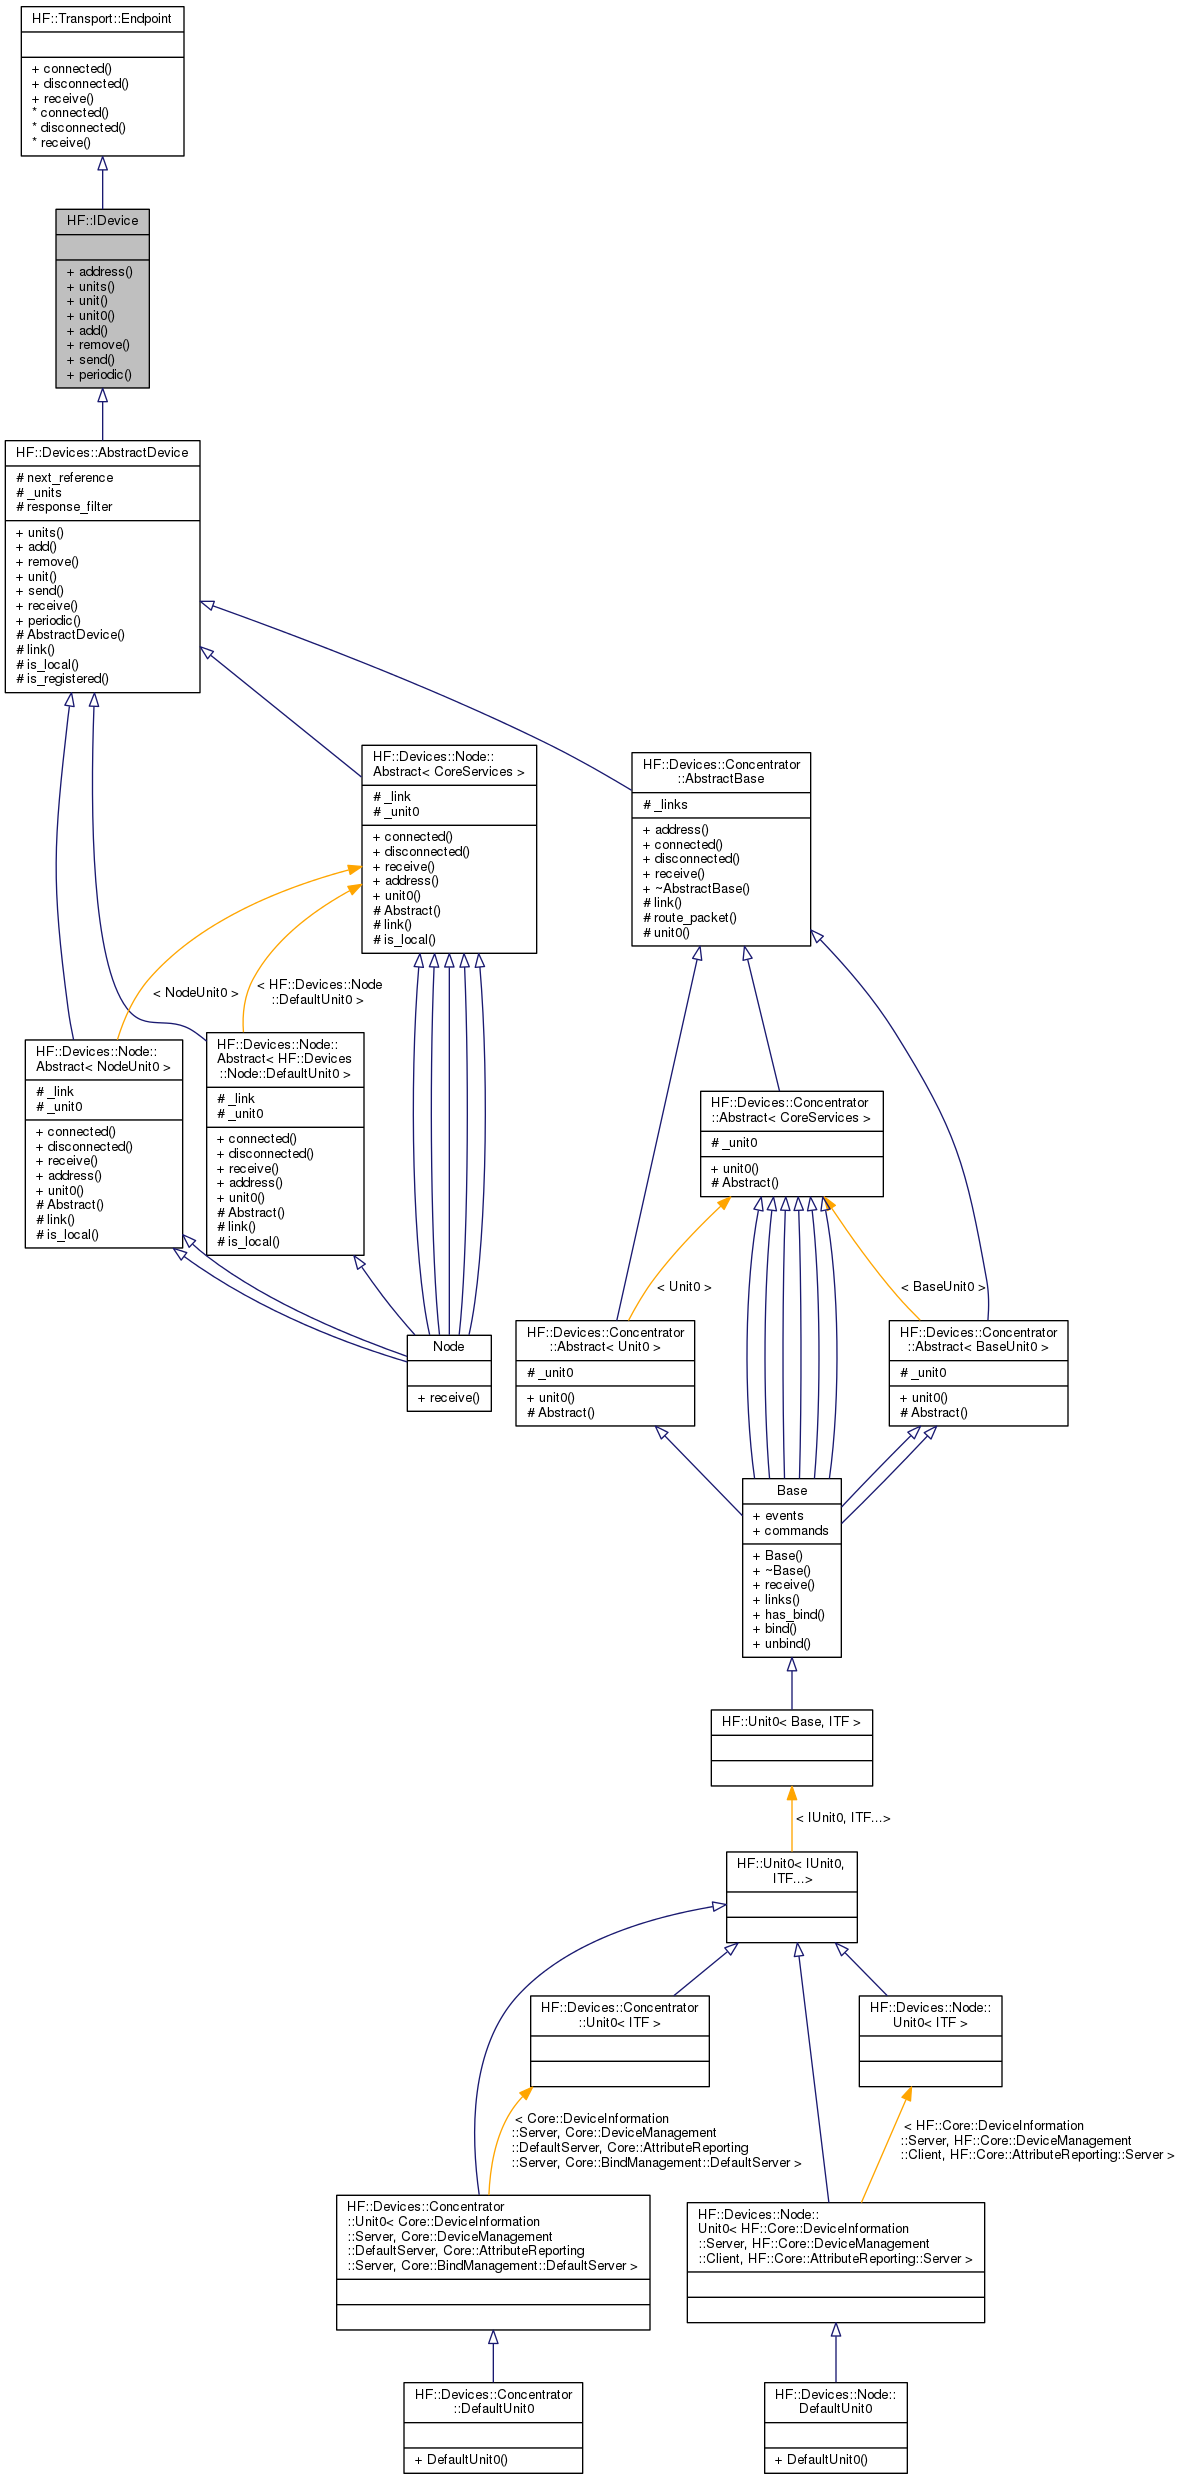 HF::Transport::Endpoint
+ connected()
+ disconnected()
+ receive()
* connected()
* disconnected()
* receive()
HF::IDevice
+ address()
+ units()
+ unit()
+ unit0()
+ add()
+ remove()
+ send()
+ periodic()
HF::Devices::AbstractDevice
# next_reference
# _units
# response_filter
+ units()
+ add()
+ remove()
+ unit()
+ send()
+ receive()
+ periodic()
# AbstractDevice()
# link()
# is_local()
# is_registered()
HF::Devices::Node::
Abstract< CoreServices >
# _link
# _unit0
+ connected()
+ disconnected()
+ receive()
+ address()
+ unit0()
# Abstract()
# link()
# is_local()
HF::Devices::Concentrator
::AbstractBase
# _links
+ address()
+ connected()
+ disconnected()
+ receive()
+ ~AbstractBase()
# link()
# route_packet()
# unit0()
< NodeUnit0 >
< HF::Devices::Node
::DefaultUnit0 >
HF::Devices::Node::
Abstract< NodeUnit0 >
# _link
# _unit0
+ connected()
+ disconnected()
+ receive()
+ address()
+ unit0()
# Abstract()
# link()
# is_local()
HF::Devices::Node::
Abstract< HF::Devices
::Node::DefaultUnit0 >
# _link
# _unit0
+ connected()
+ disconnected()
+ receive()
+ address()
+ unit0()
# Abstract()
# link()
# is_local()
HF::Devices::Concentrator
::Abstract< CoreServices >
# _unit0
+ unit0()
# Abstract()
< Unit0 >
< BaseUnit0 >
Node
+ receive()
HF::Devices::Concentrator
::Abstract< Unit0 >
# _unit0
+ unit0()
# Abstract()
HF::Devices::Concentrator
::Abstract< BaseUnit0 >
# _unit0
+ unit0()
# Abstract()
Base
+ events
+ commands
+ Base()
+ ~Base()
+ receive()
+ links()
+ has_bind()
+ bind()
+ unbind()
HF::Unit0< Base, ITF >
< IUnit0, ITF...>
HF::Unit0< IUnit0,
ITF...>
HF::Devices::Concentrator
::Unit0< ITF >
HF::Devices::Node::
Unit0< ITF >
< Core::DeviceInformation
::Server, Core::DeviceManagement
::DefaultServer, Core::AttributeReporting
::Server, Core::BindManagement::DefaultServer >
< HF::Core::DeviceInformation
::Server, HF::Core::DeviceManagement
::Client, HF::Core::AttributeReporting::Server >
HF::Devices::Concentrator
::Unit0< Core::DeviceInformation
::Server, Core::DeviceManagement
::DefaultServer, Core::AttributeReporting
::Server, Core::BindManagement::DefaultServer >
HF::Devices::Node::
Unit0< HF::Core::DeviceInformation
::Server, HF::Core::DeviceManagement
::Client, HF::Core::AttributeReporting::Server >
HF::Devices::Concentrator
::DefaultUnit0
+ DefaultUnit0()
HF::Devices::Node::
DefaultUnit0
+ DefaultUnit0()